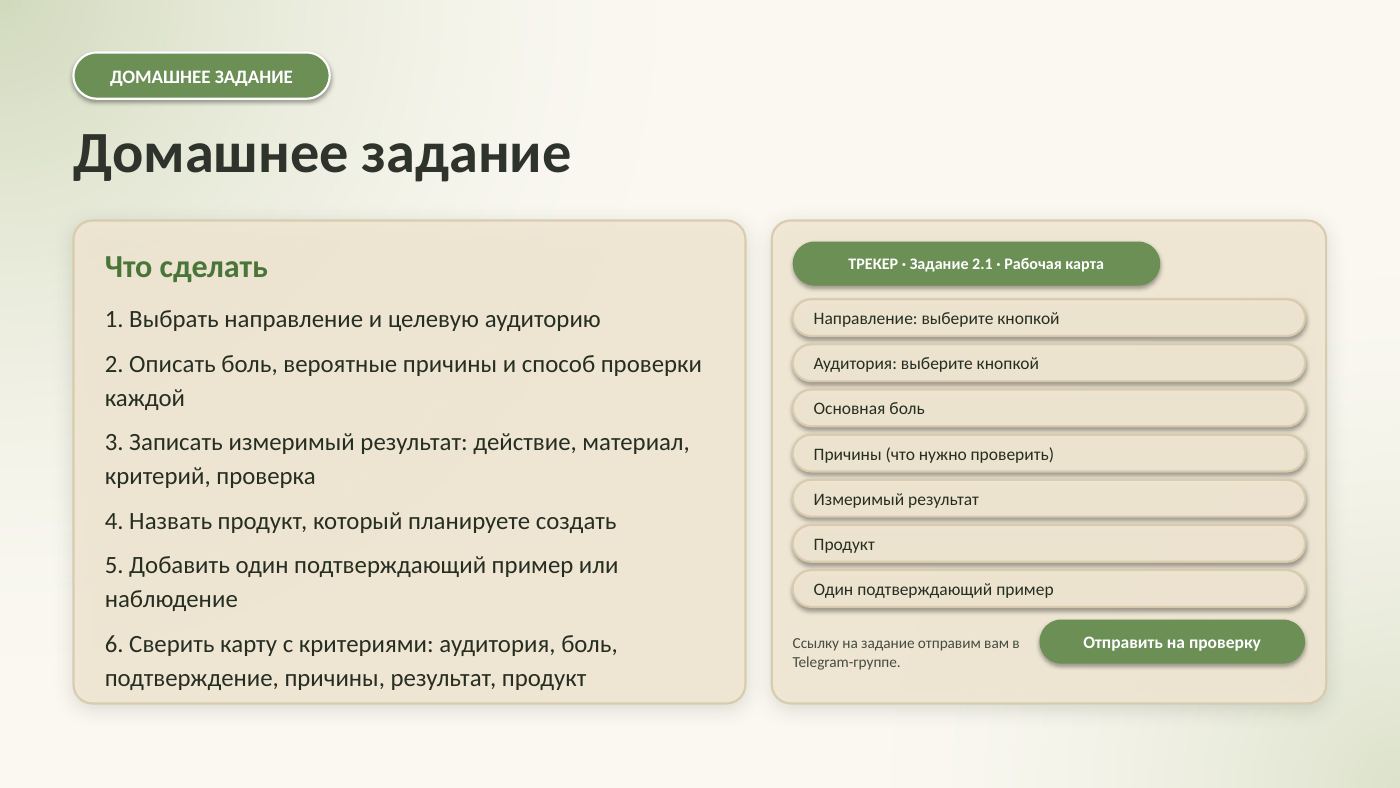 ДОМАШНЕЕ ЗАДАНИЕ
Домашнее задание
Что сделать
1. Выбрать направление и целевую аудиторию
2. Описать боль, вероятные причины и способ проверки
каждой
3. Записать измеримый результат: действие, материал,
критерий, проверка
4. Назвать продукт, который планируете создать
5. Добавить один подтверждающий пример или
наблюдение
6. Сверить карту с критериями: аудитория, боль,
подтверждение, причины, результат, продукт
ТРЕКЕР · Задание 2.1 · Рабочая карта
Направление: выберите кнопкой
Аудитория: выберите кнопкой
Основная боль
Причины (что нужно проверить)
Измеримый результат
Продукт
Один подтверждающий пример
Ссылку на задание отправим вам в
Telegram-группе.
Отправить на проверку